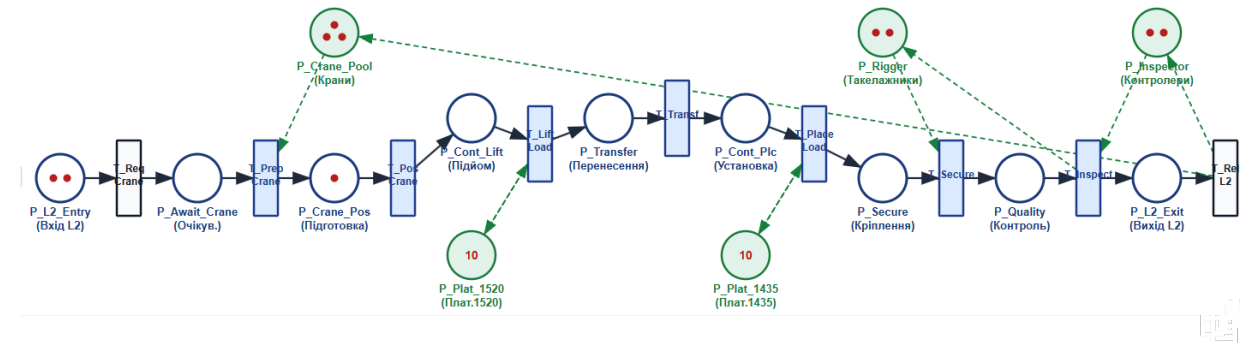 P_Crane_Pool
(Крани)
P_Rigger
(Такелажники)
P_Inspector
(Контролери)
T_Req
Crane
T_Prep
Crane
T_Pos
Crane
T_Lift
Load
T_Transf
T_Place
Load
T_Secure
T_Inspect
T_Rel
L2
P_L2_Entry
(Вхід L2)
P_Await_Crane
(Очікув.)
P_Crane_Pos
(Підготовка)
P_Cont_Lift
(Підйом)
P_Transfer
(Перенесення)
P_Cont_Plc
(Установка)
P_Secure
(Кріплення)
P_Quality
(Контроль)
P_L2_Exit
(Вихід L2)
10
P_Plat_1520
(Плат.1520)
10
P_Plat_1435
(Плат.1435)